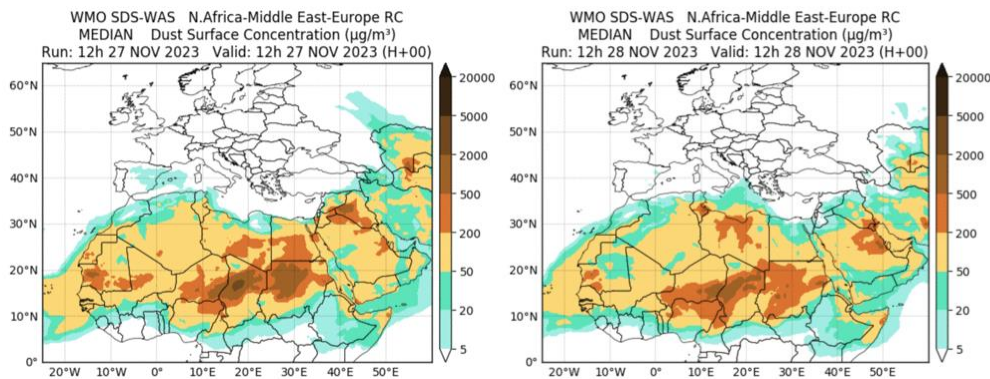 WMO SDS-WAS N.Africa-Middle East-Europe RC
MEDIAN Dust Surface Concentration (µg/m³)
Run: 12h 27 NOV 2023 Valid: 12h 27 NOV 2023 (H+00)
60°N
50°N
40°N
30°N
20°N
10°N
0°
20°W
10°W
0°
10°E
20°E
30°E
40°E
50°E
20000
5000
2000
500
200
50
20
5
WMO SDS-WAS N.Africa-Middle East-Europe RC
MEDIAN Dust Surface Concentration (µg/m³)
Run: 12h 28 NOV 2023 Valid: 12h 28 NOV 2023 (H+00)
60°N
50°N
40°N
30°N
20°N
10°N
0°
20°W
10°W
0°
10°E
20°E
30°E
40°E
50°E
20000
5000
2000
500
200
50
20
5